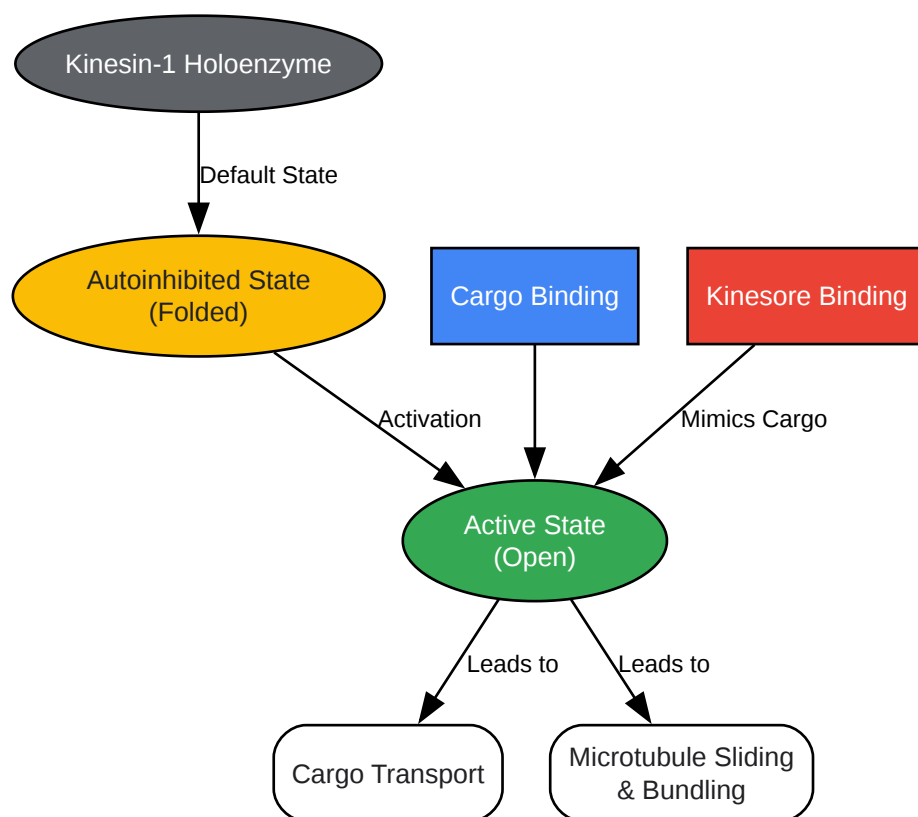 Kinesin-1 Holoenzyme
Default State
Autoinhibited State
(Folded)
Cargo Binding
Kinesore Binding
Activation
Mimics Cargo
Active State
(Open)
Leads to
Leads to
Cargo Transport
Microtubule Sliding
& Bundling